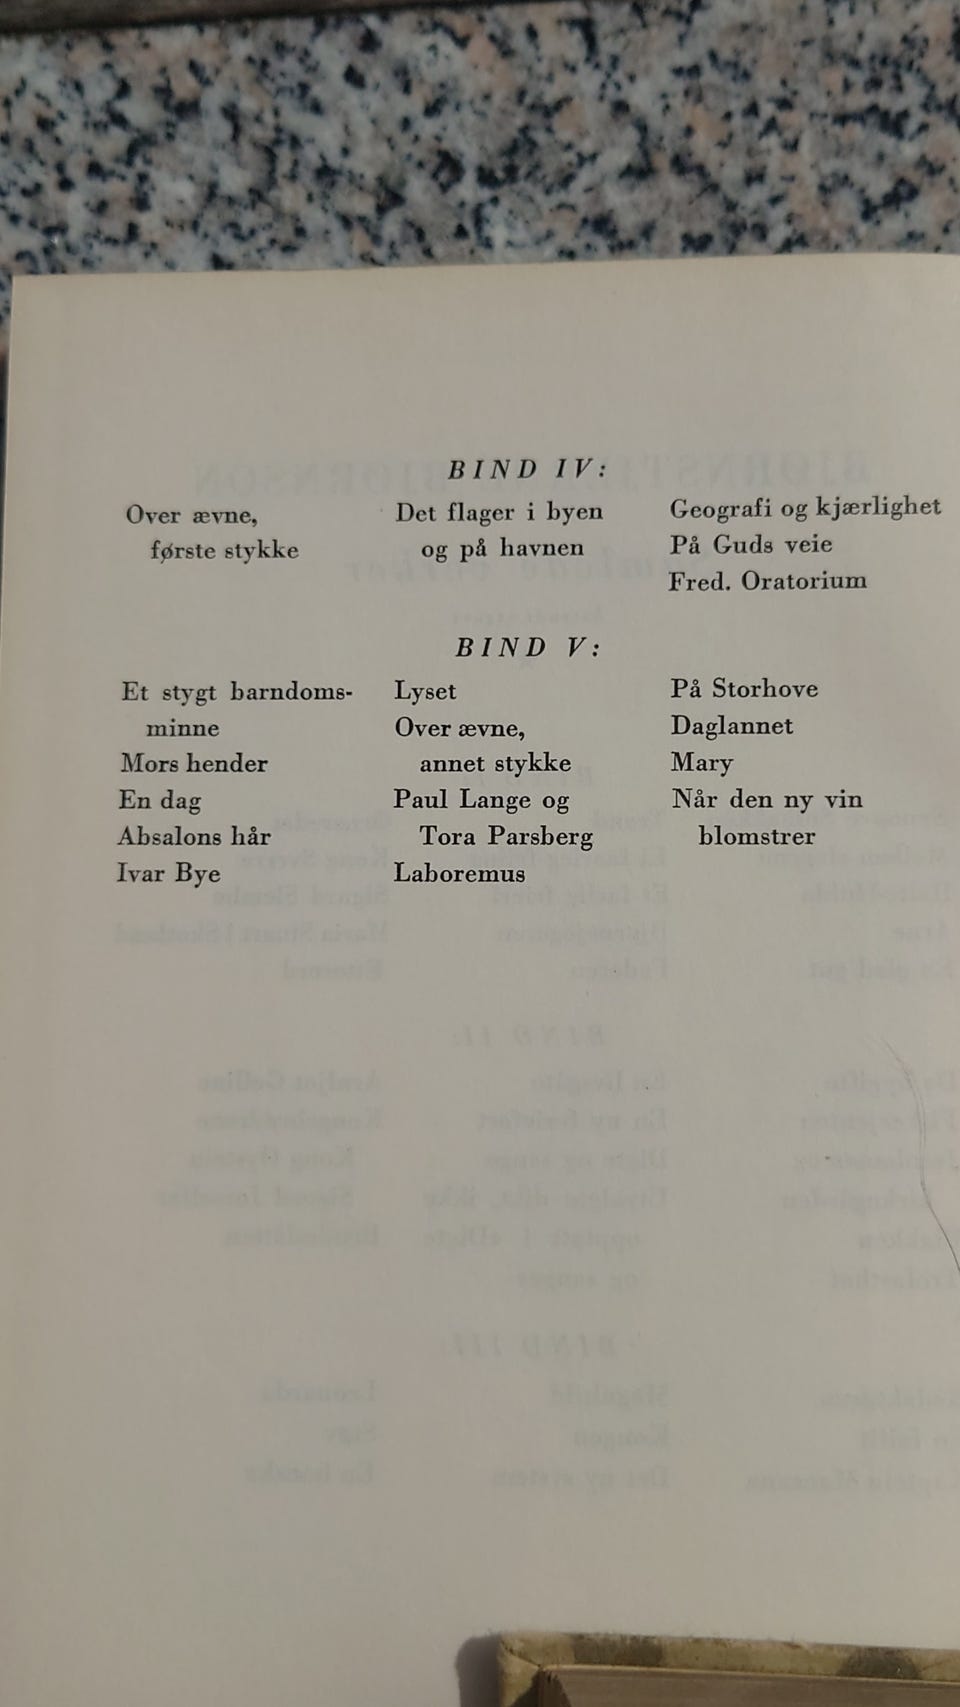 BIND IV:
Over ævne,
første stykke
Det flager i byen
og på havnen
Geografi og kjærlighet
På Guds veie
Fred. Oratorium
BIND V:
Et stygt barndoms-
minne
Mors hender
En dag
Absalons hår
Ivar Bye
Lyset
Over ævne,
annet stykke
Paul Lange og
Tora Parsberg
Laboremus
På Storhove
Daglannet
Mary
Når den ny vin
blomstrer